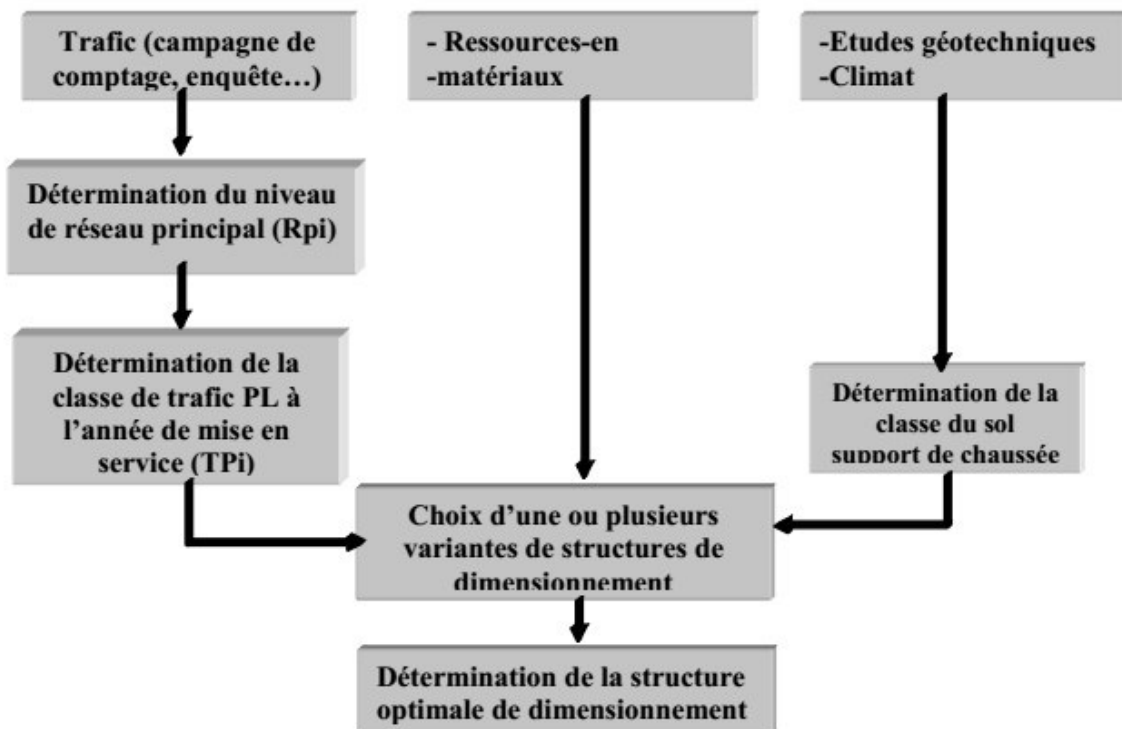 Trafic (campagne de
comptage, enquête…)
- Ressources-en
-matériaux
-Etudes géotechniques
-Climat
Détermination du niveau
de réseau principal (Rpi)
Détermination de la
classe de trafic PL à
l’année de mise en
service (TPi)
Détermination de la
classe du sol
support de chaussée
Choix d’une ou plusieurs
variantes de structures de
dimensionnement
Détermination de la structure
optimale de dimensionnement